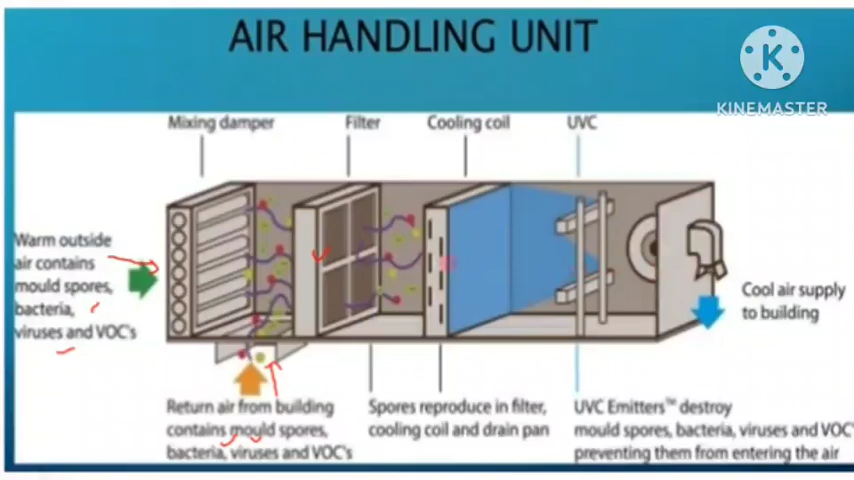 AIR HANDLING UNIT
K
KINEMASTER
Mixing damper
Filter
Cooling coil
UVC
Warm outside
air contains
mould spores,
bacteria,
viruses and VOC's
Cool air supply
to building
Return air from building
contains mould spores,
bacteria, viruses and VOC's
Spores reproduce in filter,
cooling coil and drain pan
UVC Emitters™ destroy
mould spores, bacteria, viruses and VOC'
preventing them from entering the air